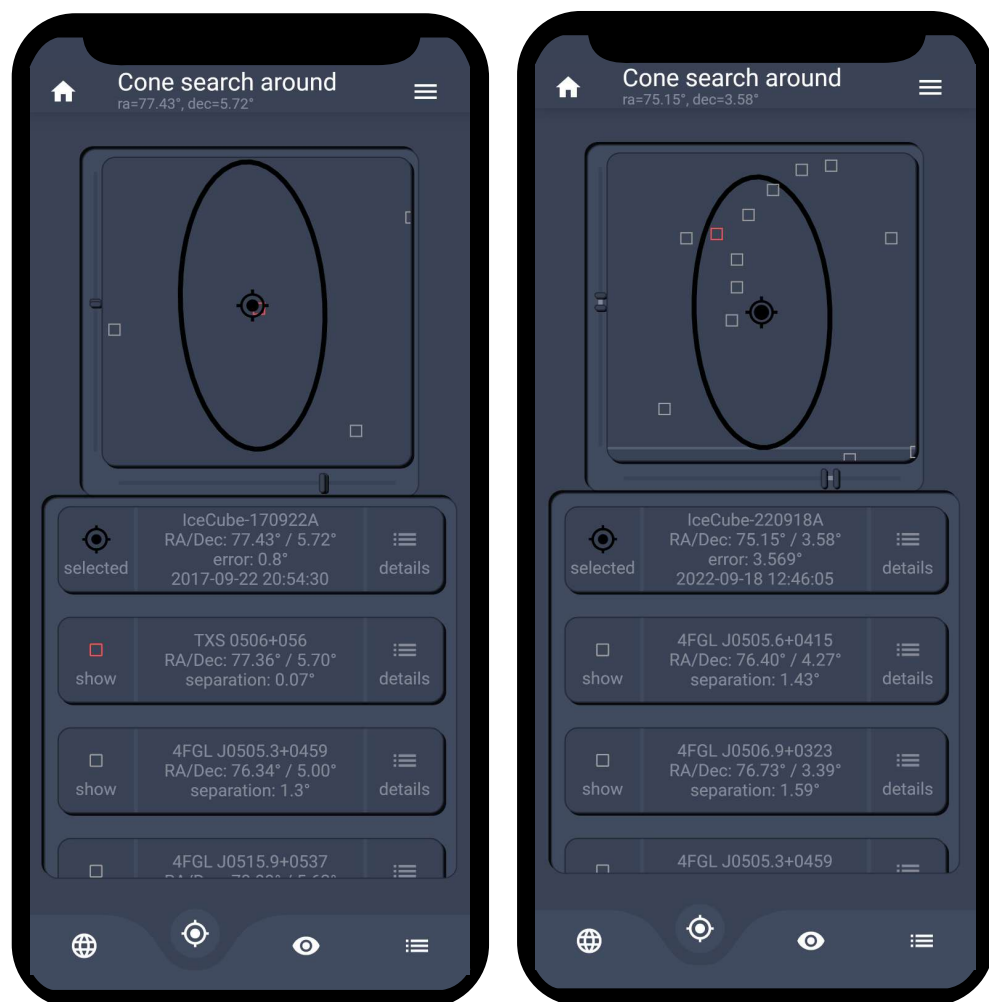 Cone search around
ra=77.43°, dec=5.72°
selected
IceCube-170922A
RA/Dec: 77.43° / 5.72°
error: 0.8°
2017-09-22 20:54:30
details
show
TXS 0506+056
RA/Dec: 77.36° / 5.70°
separation: 0.07°
details
show
4FGL J0505.3+0459
RA/Dec: 76.34° / 5.00°
separation: 1.3°
details
4FGL J0515.9+0537
Cone search around
ra=75.15°, dec=3.58°
selected
IceCube-220918A
RA/Dec: 75.15° / 3.58°
error: 3.569°
2022-09-18 12:46:05
details
show
4FGL J0505.6+0415
RA/Dec: 76.40° / 4.27°
separation: 1.43°
details
show
4FGL J0506.9+0323
RA/Dec: 76.73° / 3.39°
separation: 1.59°
details
4FGL J0505.3+0459